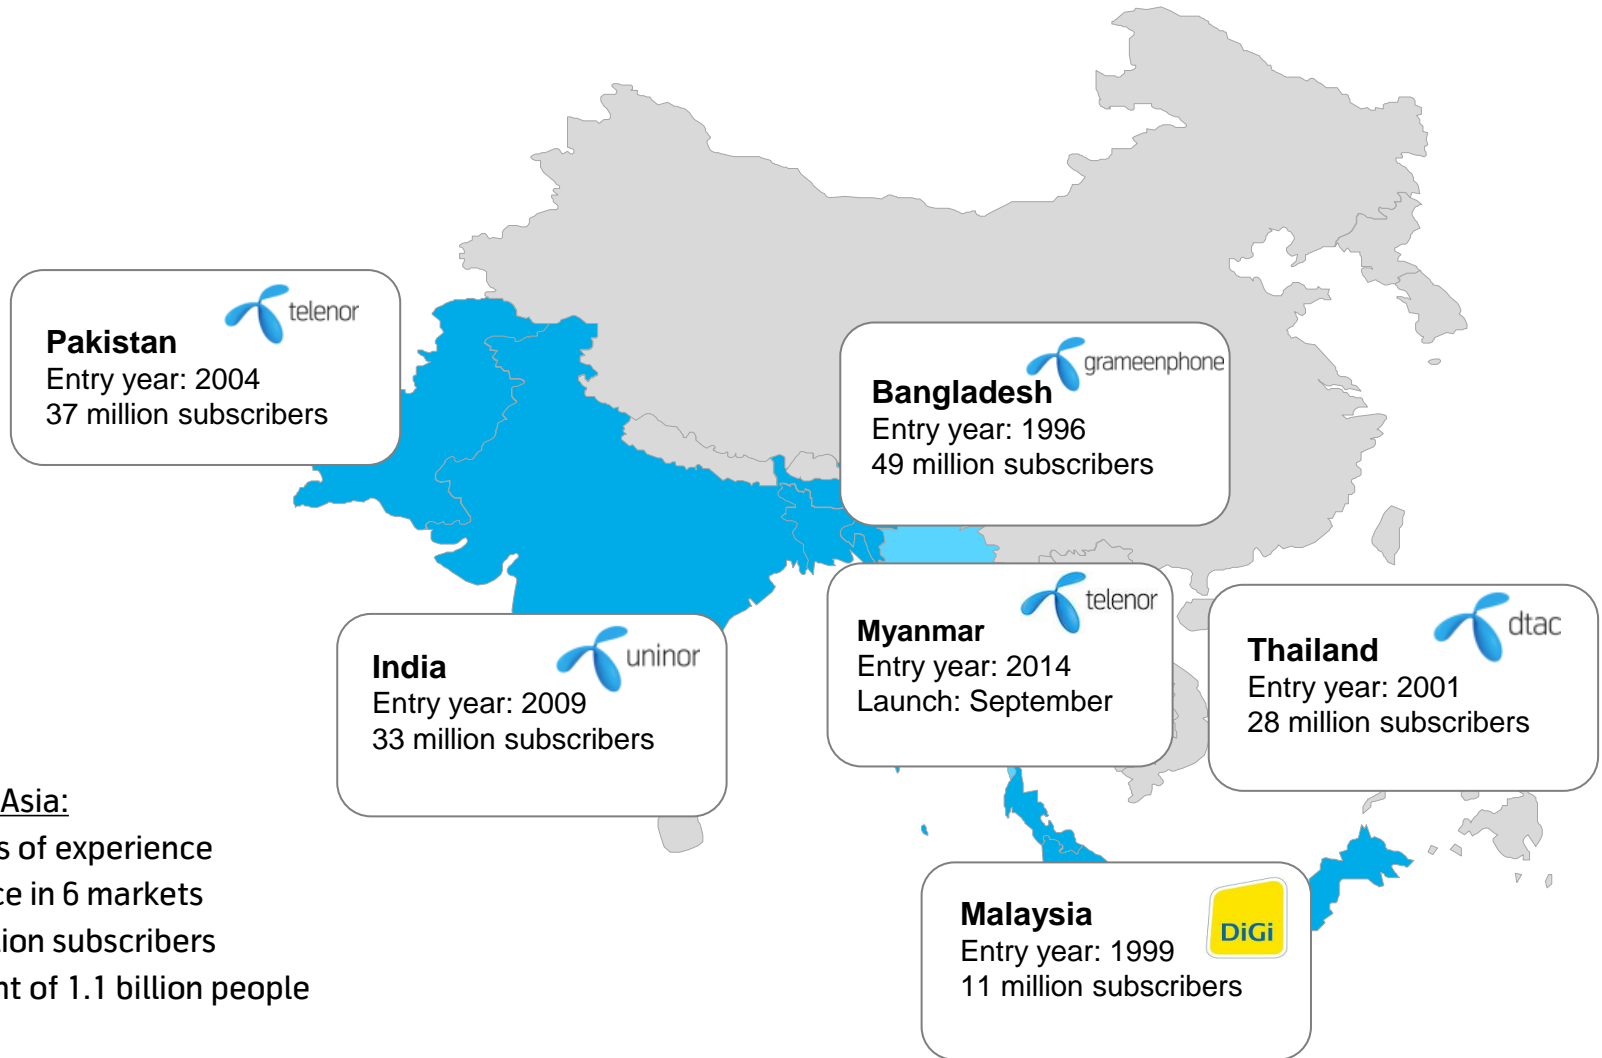 telenor
Pakistan
Entry year: 2004
37 million subscribers
grameenphone
Bangladesh
Entry year: 1996
49 million subscribers
telenor
Myanmar
Entry year: 2014
Launch: September
dtac
Thailand
Entry year: 2001
28 million subscribers
uninor
India
Entry year: 2009
33 million subscribers
DiGi
Malaysia
Entry year: 1999
11 million subscribers
Asia:
s of experience
ce in 6 markets
tion subscribers
nt of 1.1 billion people